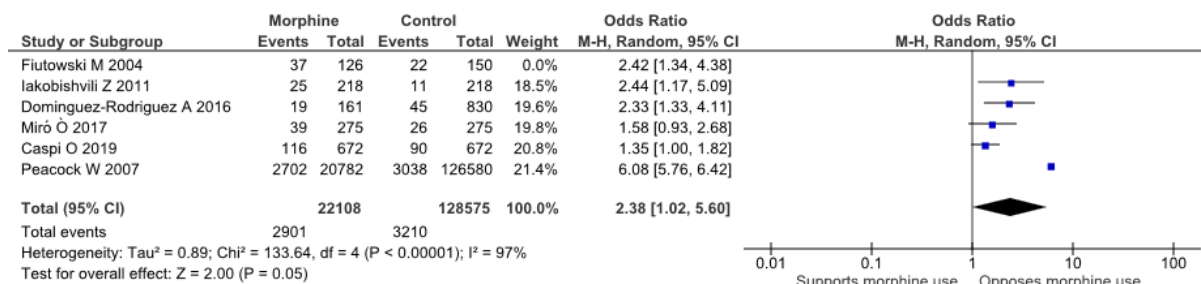 Morphine Control Odds Ratio Odds Ratio
Study or Subgroup Events Total Events Total Weight M-H, Random, 95% CI M-H, Random, 95% CI
Fiutowski M 2004 37 126 22 150 0.0% 2.42 [1.34, 4.38]
Iakobishvili Z 2011 25 218 11 218 18.5% 2.44 [1.17, 5.09]
Dominguez-Rodriguez A 2016 19 161 45 830 19.6% 2.33 [1.33, 4.11]
Miró Ò 2017 39 275 26 275 19.8% 1.58 [0.93, 2.68]
Caspi O 2019 116 672 90 672 20.8% 1.35 [1.00, 1.82]
Peacock W 2007 2702 20782 3038 126580 21.4% 6.08 [5.76, 6.42]
Total (95% CI) 22108 128575 100.0% 2.38 [1.02, 5.60]
Total events 2901 3210
Heterogeneity: Tau² = 0.89; Chi² = 133.64, df = 4 (P < 0.00001); I² = 97%
Test for overall effect: Z = 2.00 (P = 0.05)
0.01 0.1 1 10 100
Supports morphine use Opposes morphine use